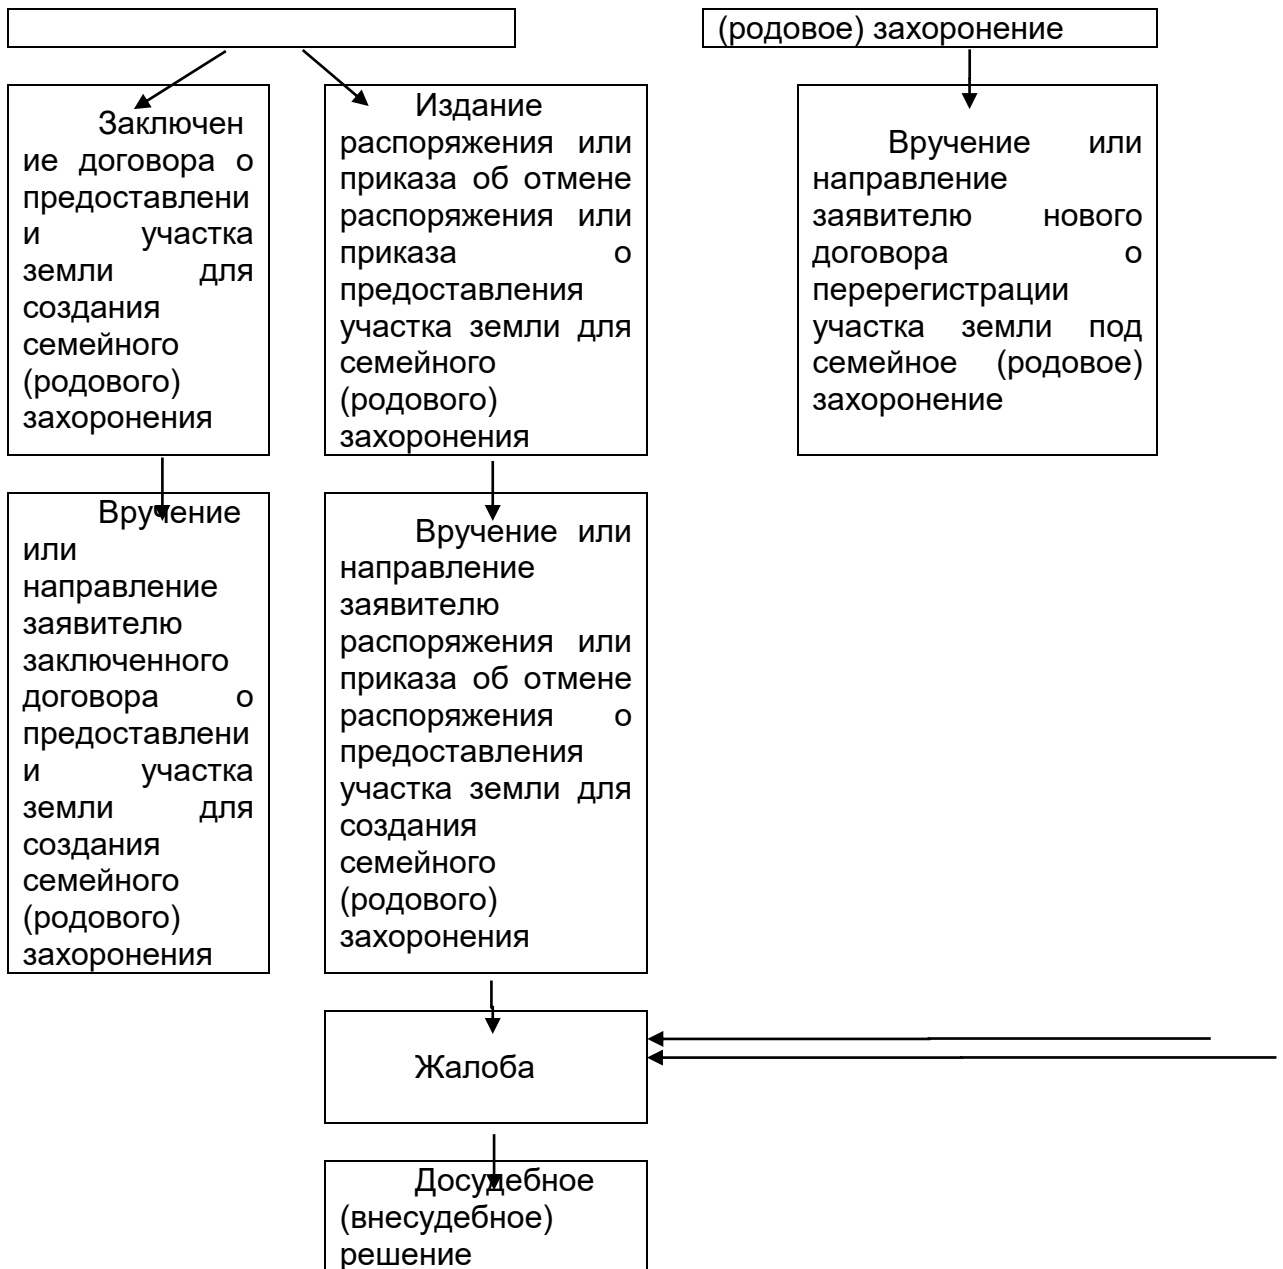 (родовое) захоронение
Заключен
ие договора о
предоставлени
и участка
земли для
создания
семейного
(родового)
захоронения
Издание
распоряжения или
приказа об отмене
распоряжения или
приказа о
предоставления
участка земли для
семейного
(родового)
захоронения
Вручение или
направление
заявителю нового
договора о
перерегистрации
участка земли под
семейное (родовое)
захоронение
Вручение
или
направление
заявителю
заключенного
договора о
предоставлени
и участка
земли для
создания
семейного
(родового)
захоронения
Вручение или
направление
заявителю
распоряжения или
приказа об отмене
распоряжения о
предоставления
участка земли для
создания
семейного
(родового)
захоронения
Жалоба
Досудебное
(внесудебное)
решение